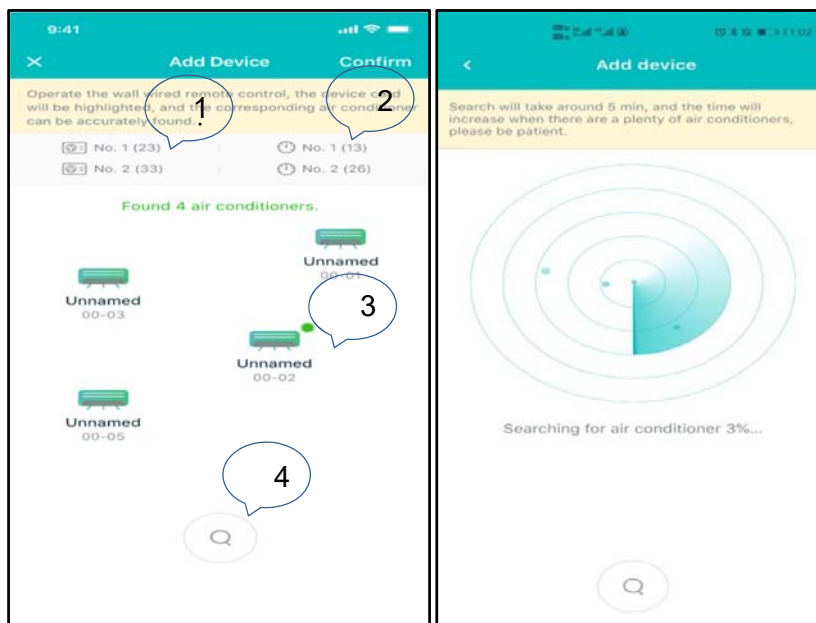 9:41
Add Device
Confirm
Operate the wall wired remote control, the device card
will be highlighted, and the corresponding air conditioner
can be accurately found.
1
2
No. 1 (23)
No. 1 (13)
No. 2 (33)
No. 2 (26)
Found 4 air conditioners.
Unnamed
00-01
Unnamed
00-03
3
Unnamed
00-02
Unnamed
00-05
4
11:02
Add device
Search will take around 5 min, and the time will
increase when there are a plenty of air conditioners,
please be patient.
Searching for air conditioner 3%...